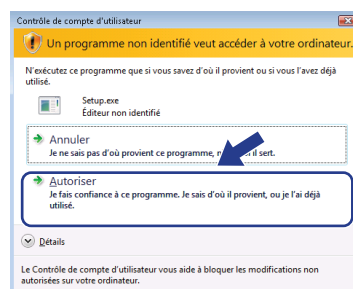 Contrôle de compte d'utilisateur
Un programme non identifié veut accéder à votre ordinateur.
N'exécutez ce programme que si vous savez d'où il provient ou si vous l'avez déjà
utilisé.
Setup.exe
Éditeur non identifié
Annuler
Je ne sais pas d'où provient ce programme, il sert.
Autoriser
Je fais confiance à ce programme. Je sais d'où il provient, ou je l'ai déjà
utilisé.
Détails
Le Contrôle de compte d'utilisateur vous aide à bloquer les modifications non
autorisées sur votre ordinateur.